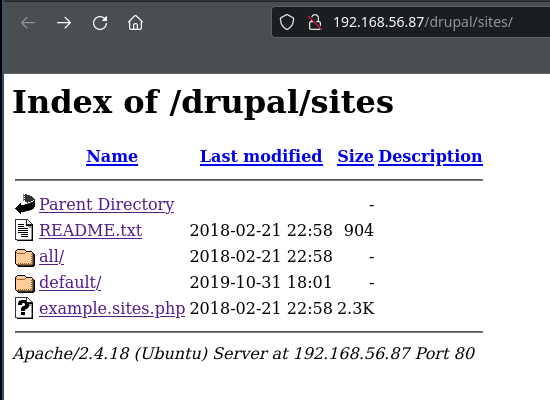 192.168.56.87/drupal/sites/
Index of /drupal/sites
Name Last modified Size Description
Parent Directory -
README.txt 2018-02-21 22:58 904
all/ 2018-02-21 22:58 -
default/ 2019-10-31 18:01 -
example.sites.php 2018-02-21 22:58 2.3K
Apache/2.4.18 (Ubuntu) Server at 192.168.56.87 Port 80